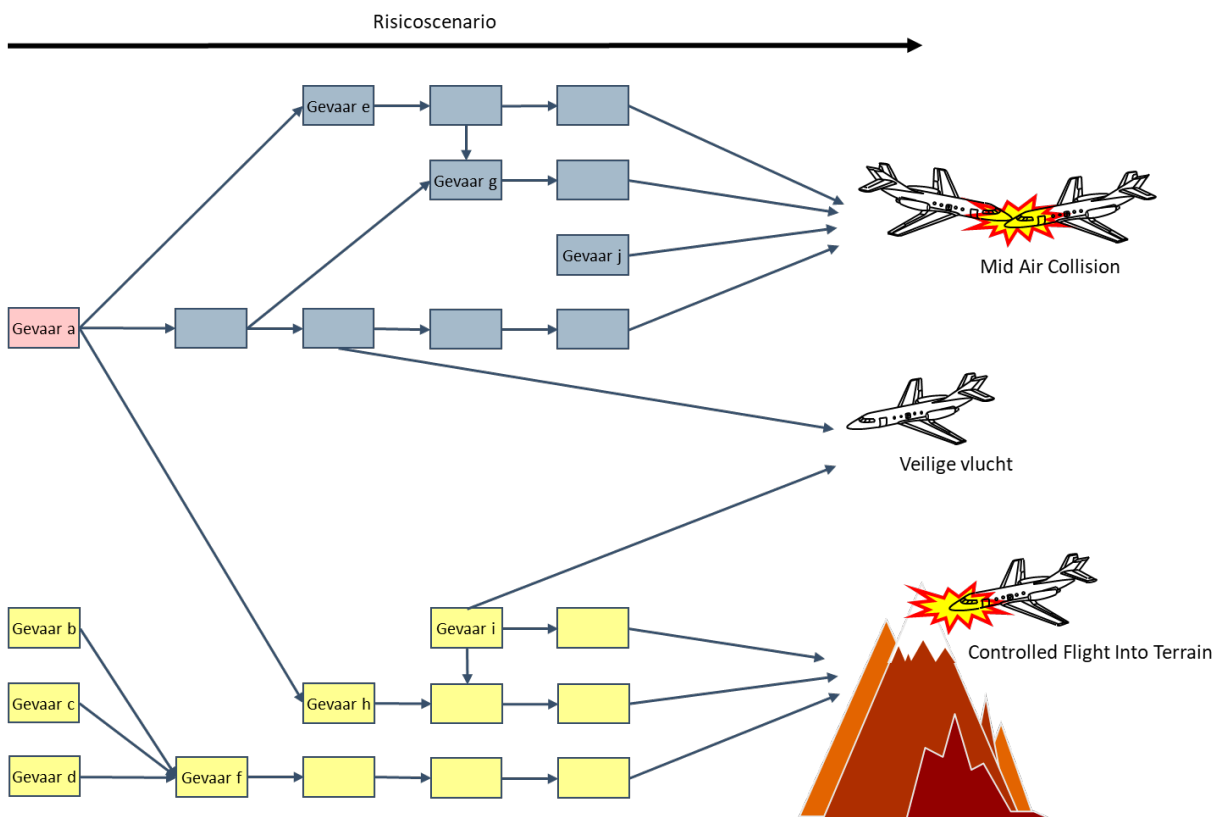 Risicoscenario
Gevaar e
Gevaar g
Gevaar j
Mid Air Collision
Gevaar a
Veilige vlucht
Gevaar b
Gevaar i
Controlled Flight Into Terrain
Gevaar c
Gevaar h
Gevaar d
Gevaar f